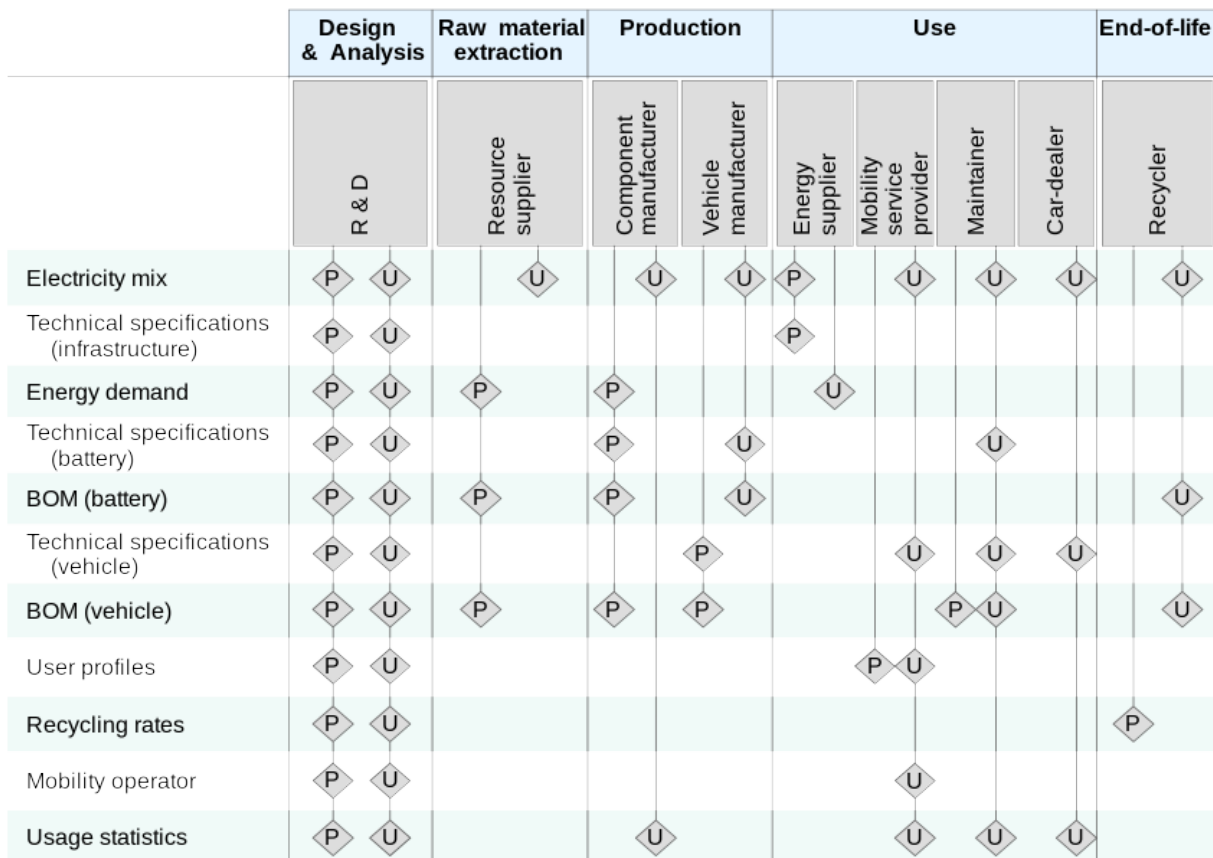 Design Raw material Production Use End-of-life
& Analysis extraction
R & D
Resource
supplier
Component
manufacturer
Vehicle
manufacturer
Energy
supplier
Mobility
service
provider
Maintainer
Car-dealer
Recycler
Electricity mix P U U U U P U U U U
Technical specifications
(infrastructure) P U P
Energy demand P U P P U
Technical specifications
(battery) P U P U U
BOM (battery) P U P P U U
Technical specifications
(vehicle) P U P U U U
BOM (vehicle) P U P P P P U U
User profiles P U P U
Recycling rates P U P
Mobility operator P U U
Usage statistics P U U U U U